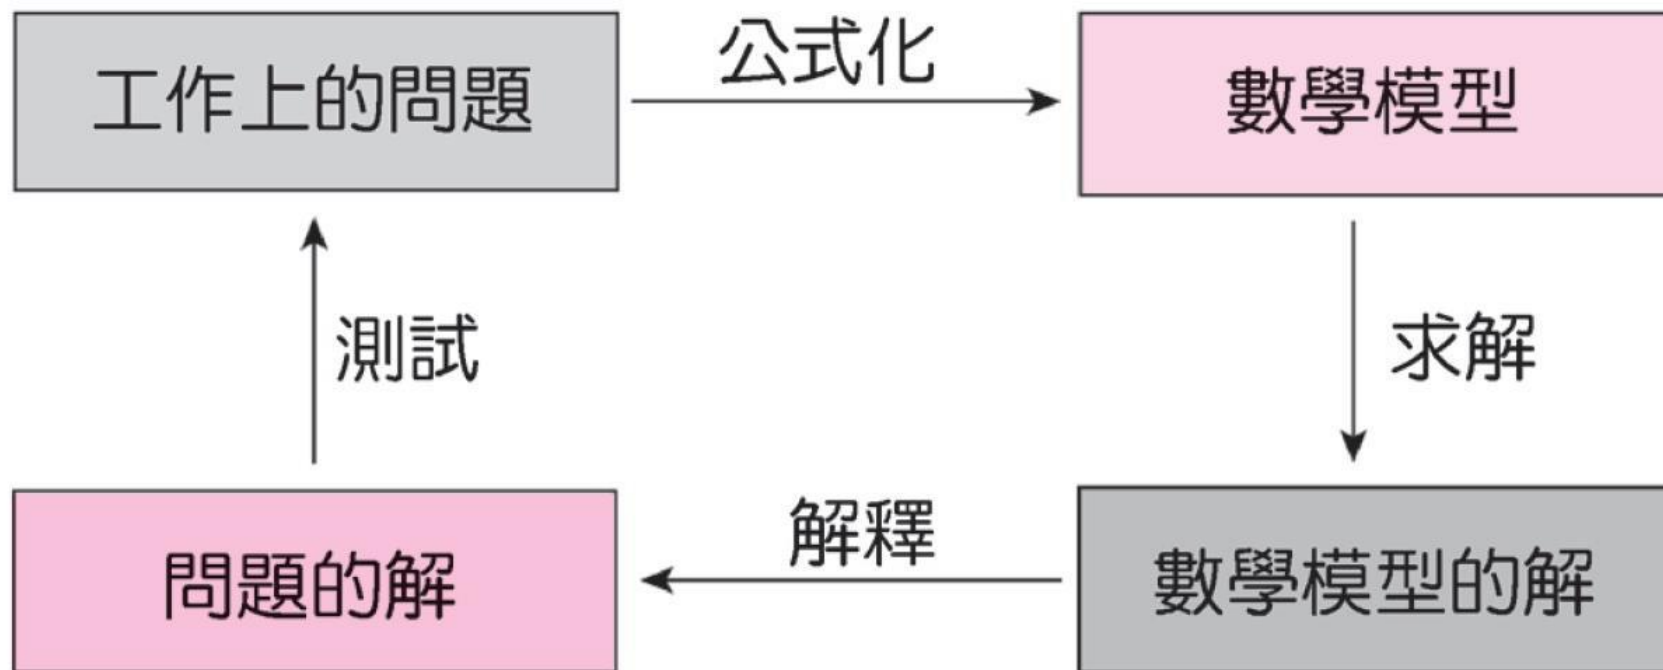 工作上的問題
公式化
數學模型
測試
求解
問題的解
解釋
數學模型的解